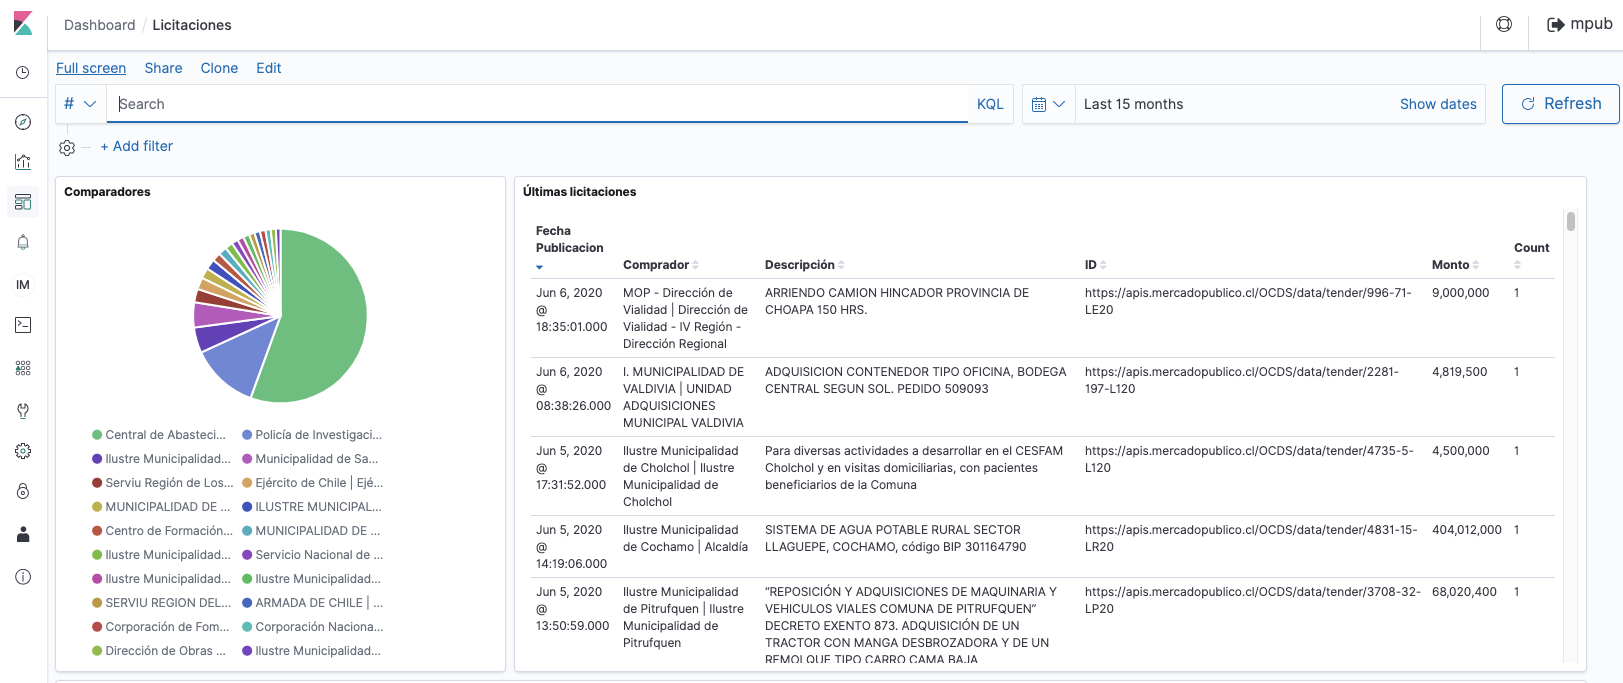 Dashboard / Licitaciones
mpub
Full screen Share Clone Edit
# Search KQL
Last 15 months Show dates
Refresh
+ Add filter
IM
Comparadores
Central de Abasteci... Policía de Investigaci...
Ilustre Municipalidad... Municipalidad de Sa...
Serviu Región de Los... Ejército de Chile | Ejé...
MUNICIPALIDAD DE ... ILUSTRE MUNICIPAL...
Centro de Formación... MUNICIPALIDAD DE ...
Ilustre Municipalidad... Servicio Nacional de ...
Ilustre Municipalidad... Ilustre Municipalidad...
SERVIU REGION DEL... ARMADA DE CHILE | ...
Corporación de Fom... Corporación Naciona...
Dirección de Obras ... Ilustre Municipalidad...
Últimas licitaciones
Fecha
Publicacion
Comprador
Descripción
ID
Monto
Count
Jun 6, 2020
@
18:35:01.000
MOP - Dirección de
Vialidad | Dirección de
Vialidad - IV Región -
Dirección Regional
ARRIENDO CAMION HINCADOR PROVINCIA DE
CHOAPA 150 HRS.
https://apis.mercadopublico.cl/OCDS/data/tender/996-71-
LE20
9,000,000
1
Jun 6, 2020
@
08:38:26.000
I. MUNICIPALIDAD DE
VALDIVIA | UNIDAD
ADQUISICIONES
MUNICIPAL VALDIVIA
ADQUISICION CONTENEDOR TIPO OFICINA, BODEGA
CENTRAL SEGUN SOL. PEDIDO 509093
https://apis.mercadopublico.cl/OCDS/data/tender/2281-
197-L120
4,819,500
1
Jun 5, 2020
@
17:31:52.000
Ilustre Municipalidad
de Cholchol | Ilustre
Municipalidad de
Cholchol
Para diversas actividades a desarrollar en el CESFAM
Cholchol y en visitas domiciliarias, con pacientes
beneficiarios de la Comuna
https://apis.mercadopublico.cl/OCDS/data/tender/4735-5-
L120
4,500,000
1
Jun 5, 2020
@
14:19:06.000
Ilustre Municipalidad
de Cochamo | Alcaldía
SISTEMA DE AGUA POTABLE RURAL SECTOR
LLAGUEPE, COCHAMO, código BIP 301164790
https://apis.mercadopublico.cl/OCDS/data/tender/4831-15-
LR20
404,012,000
1
Jun 5, 2020
@
13:50:59.000
Ilustre Municipalidad
de Pitrufquen | Ilustre
Municipalidad de
Pitrufquen
“REPOSICIÓN Y ADQUISICIONES DE MAQUINARIA Y
VEHICULOS VIALES COMUNA DE PITRUFQUEN”
DECRETO EXENTO 873. ADQUISICIÓN DE UN
TRACTOR CON MANGA DESBROZADORA Y DE UN
REMOLQUE TIPO CARRO CAMA BAJA
https://apis.mercadopublico.cl/OCDS/data/tender/3708-32-
LP20
68,020,400
1